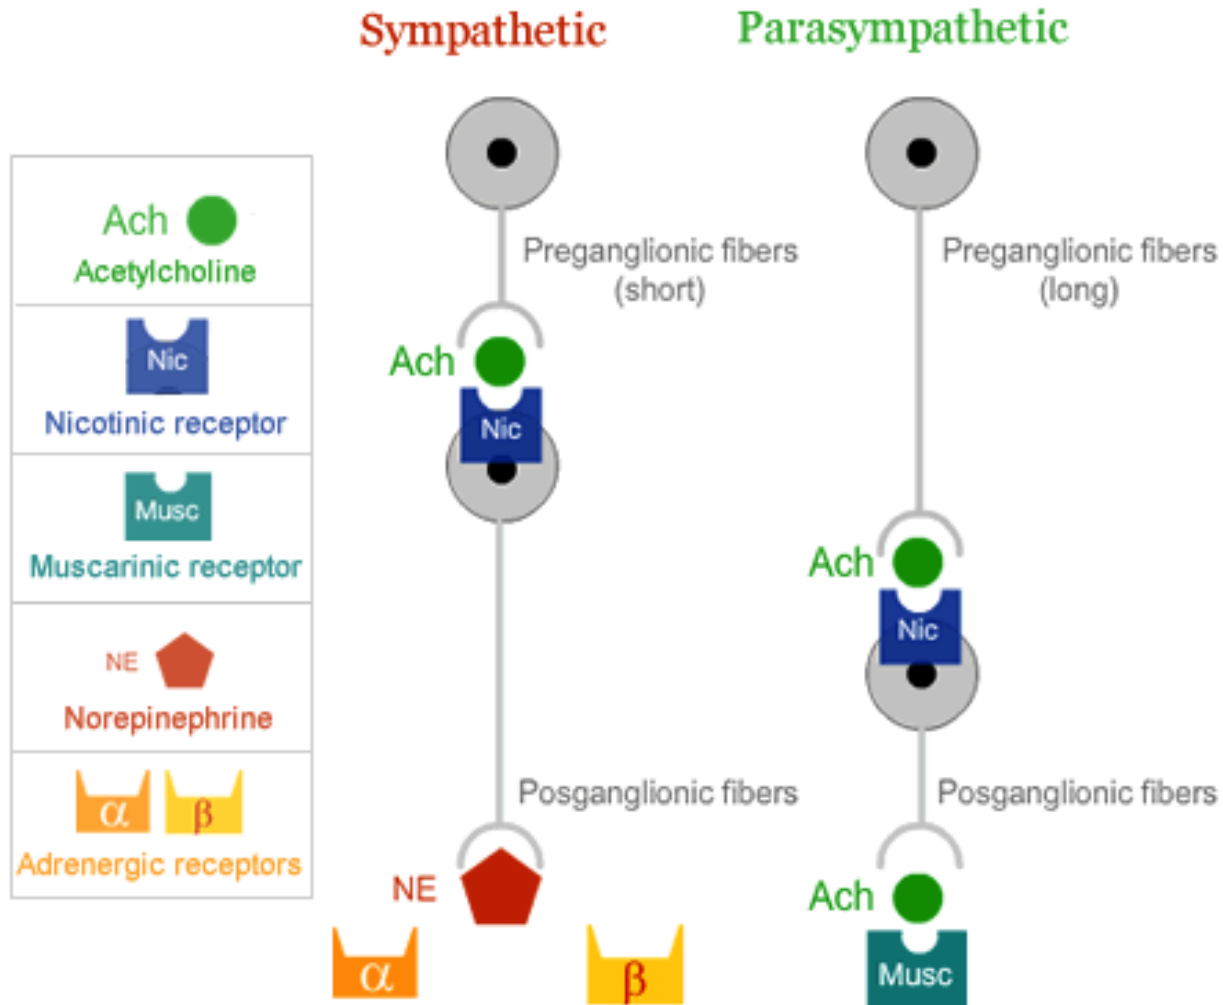 Sympathetic
Parasympathetic
Ach
Acetylcholine
Nic
Nicotinic receptor
Musc
Muscarinic receptor
NE
Norepinephrine
α β
Adrenergic receptors
Preganglionic fibers
(short)
Ach
Nic
Posganglionic fibers
NE
α
β
Preganglionic fibers
(long)
Ach
Nic
Posganglionic fibers
Ach
Musc